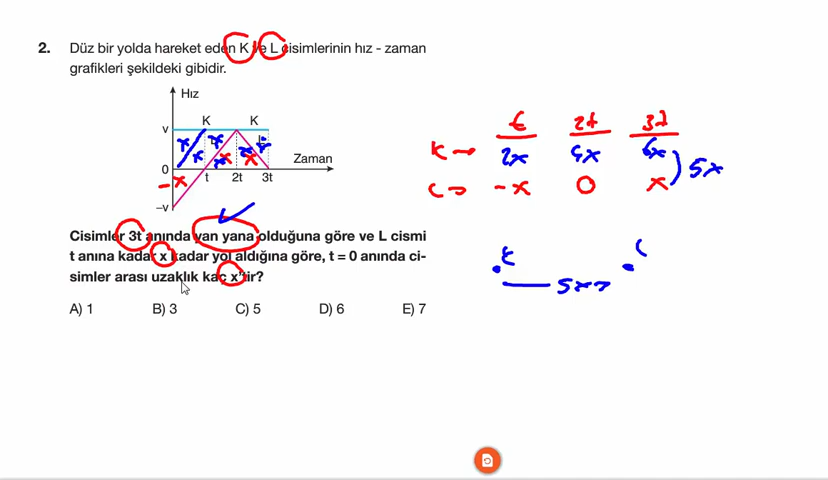 2. Düz bir yolda hareket eden K ve L cisimlerinin hız - zaman
grafikleri şekildeki gibidir.
Hız
K K
v
L L
x x x x x x
x x
0
Zaman
-x
t 2t 3t
–v
Cisimler 3t anında yan yana olduğuna göre ve L cismi
t anına kadar x kadar yol aldığına göre, t = 0 anında ci-
simler arası uzaklık kaç x'tir?
A) 1 B) 3 C) 5 D) 6 E) 7
t 2t 3t
K → 2x 4x 6x
L → -x 0 x
5x
K L
5x